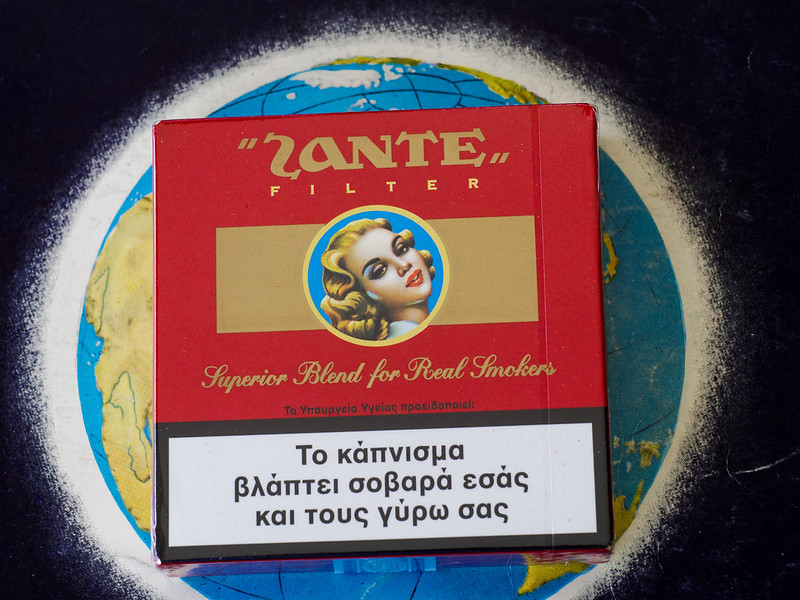 "ZANTE"
FILTER
Superior Blend for Real Smokers
Το Υπουργείο Υγείας προειδοποιεί:
Το κάπνισμα
βλάπτει σοβαρά εσάς
και τους γύρω σας